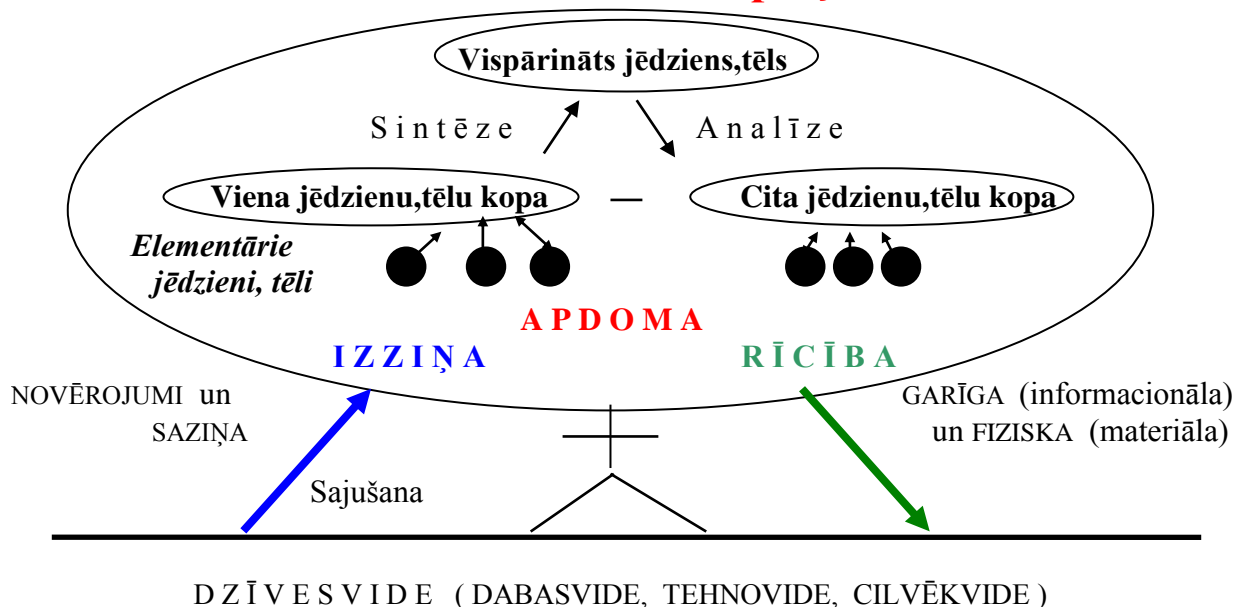 Vispārināts jēdziens,tēls
Sintēze Analīze
Viena jēdzienu,tēlu kopa – Cita jēdzienu,tēlu kopa
Elementārie
jēdzieni, tēli
APDOMA
IZZIŅA RĪCĪBA
NOVĒROJUMI un
SAZIŅA
GARĪGA (informacionāla)
un FIZISKA (materiāla)
Sajušana
DZĪVESVIDE ( DABASVIDE, TEHNOVIDE, CILVĒKVIDE )